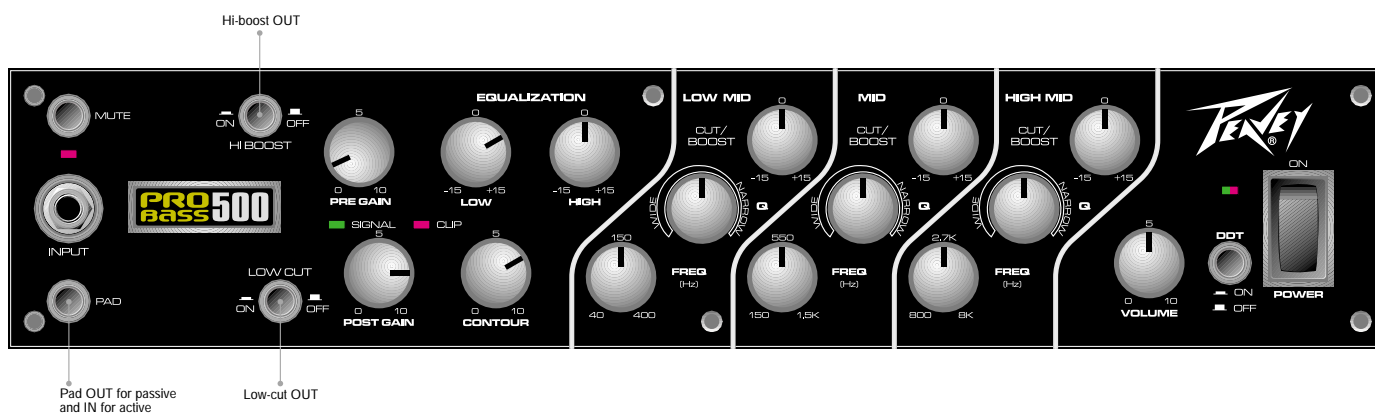 Hi-boost OUT
MUTE
INPUT
PAD
ON OFF
HI BOOST
PRO BASS 500
LOW CUT
ON OFF
EQUALIZATION
5
0 10
PRE GAIN
0
-15 +15
LOW
0
-15 +15
HIGH
SIGNAL CLIP
5
0 10
POST GAIN
5
0 10
CONTOUR
LOW MID
CUT/
BOOST
0
-15 +15
WIDE NARROW Q
150
40 400
FREQ
(Hz)
MID
CUT/
BOOST
0
-15 +15
WIDE NARROW Q
550
150 1,5K
FREQ
(Hz)
HIGH MID
CUT/
BOOST
0
-15 +15
WIDE NARROW Q
2.7K
800 8K
FREQ
(Hz)
PEAVEY
®
5
0 10
VOLUME
DDT
ON
OFF
ON
POWER
Pad OUT for passive
and IN for active
Low-cut OUT